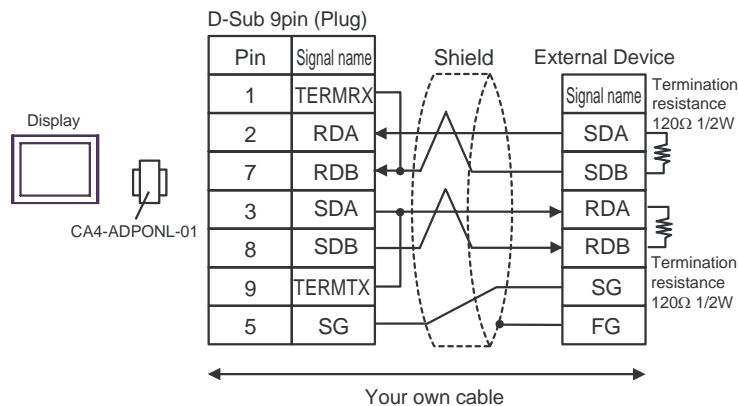 D-Sub 9pin (Plug)
Pin
Signal name
Shield
External Device
1
TERMRX
Signal name
Termination
resistance
120Ω 1/2W
Display
2
RDA
SDA
7
RDB
SDB
3
SDA
RDA
CA4-ADPONL-01
8
SDB
RDB
9
TERMTX
SG
Termination
resistance
120Ω 1/2W
5
SG
FG
Your own cable